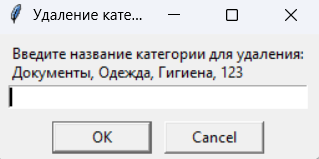 Удаление кате...
Введите название категории для удаления:
Документы, Одежда, Гигиена, 123
OK
Cancel